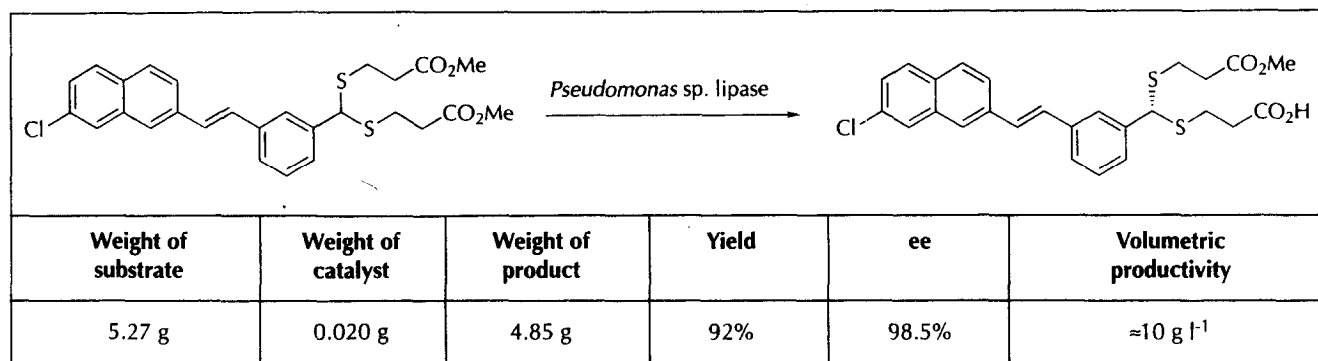 S
CO₂Me
S
CO₂Me
Cl
Pseudomonas sp. lipase
S
CO₂Me
S
CO₂H
Cl
Weight of substrate
Weight of catalyst
Weight of product
Yield
ee
Volumetric productivity
5.27 g
0.020 g
4.85 g
92%
98.5%
≈10 g l⁻¹